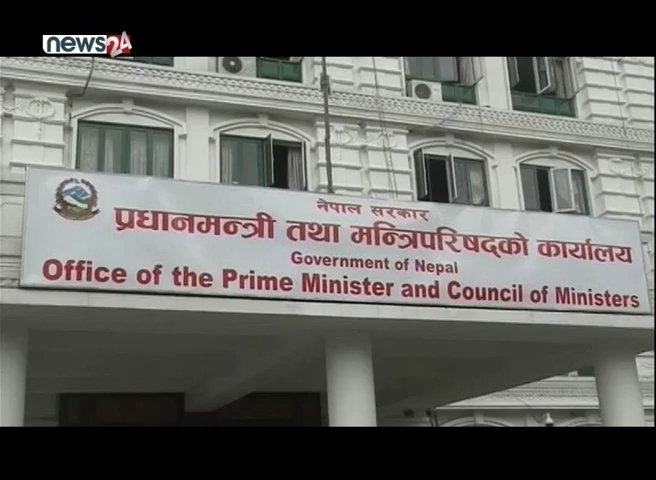 news24
नेपाल सरकार
प्रधानमन्त्री तथा मन्त्रिपरिषद्को कार्यालय
Government of Nepal
Office of the Prime Minister and Council of Ministers